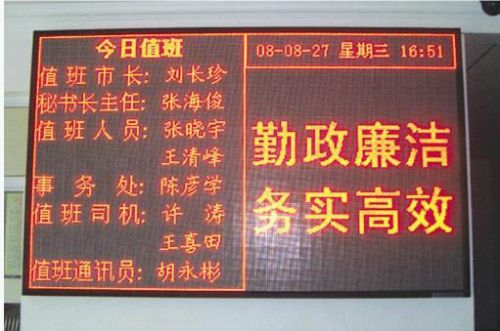 今日值班
值班市长: 刘长珍
秘书长主任: 张海俊
值班人员: 张晓宇
王清峰
事务处: 陈彦学
值班司机: 许涛
王喜田
值班通讯员: 胡永彬
08-08-27 星期三 16:51
勤政廉洁
务实高效